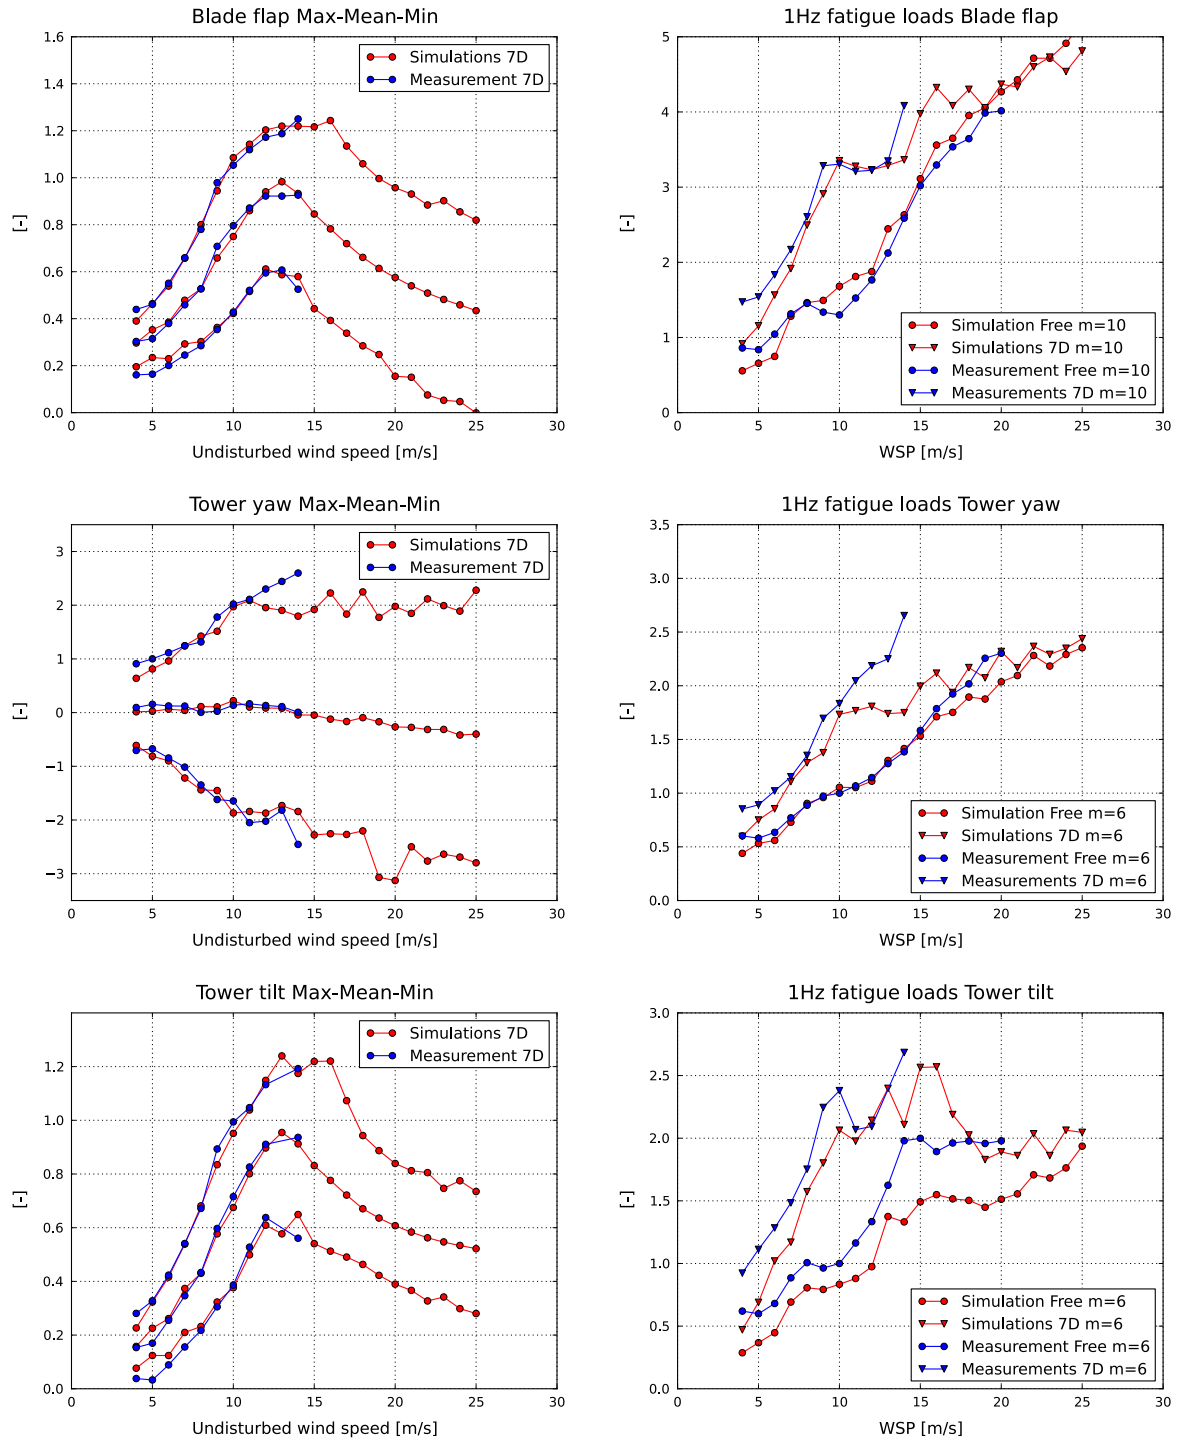 Blade flap Max-Mean-Min
1.6
1.4
1.2
1.0
0.8
0.6
0.4
0.2
0.0
[-]
Simulations 7D
Measurement 7D
0 5 10 15 20 25 30
Undisturbed wind speed [m/s]
1Hz fatigue loads Blade flap
5
4
3
2
1
0
[-]
Simulation Free m=10
Simulations 7D m=10
Measurement Free m=10
Measurements 7D m=10
0 5 10 15 20 25 30
WSP [m/s]
Tower yaw Max-Mean-Min
3
2
1
0
−1
−2
−3
[-]
Simulations 7D
Measurement 7D
0 5 10 15 20 25 30
Undisturbed wind speed [m/s]
1Hz fatigue loads Tower yaw
3.5
3.0
2.5
2.0
1.5
1.0
0.5
0.0
[-]
Simulation Free m=6
Simulations 7D m=6
Measurement Free m=6
Measurements 7D m=6
0 5 10 15 20 25 30
WSP [m/s]
Tower tilt Max-Mean-Min
1.2
1.0
0.8
0.6
0.4
0.2
0.0
[-]
Simulations 7D
Measurement 7D
0 5 10 15 20 25 30
Undisturbed wind speed [m/s]
1Hz fatigue loads Tower tilt
3.0
2.5
2.0
1.5
1.0
0.5
0.0
[-]
Simulation Free m=6
Simulations 7D m=6
Measurement Free m=6
Measurements 7D m=6
0 5 10 15 20 25 30
WSP [m/s]